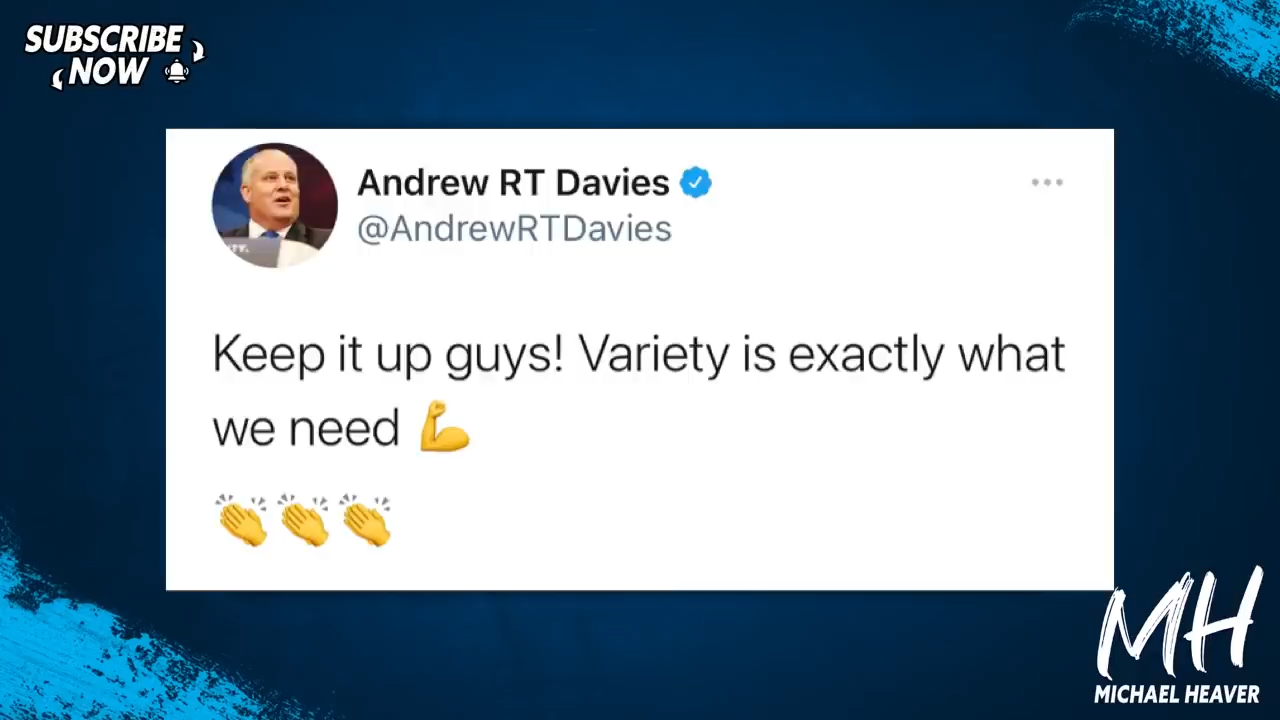 SUBSCRIBE
NOW
Andrew RT Davies
@AndrewRTDavies
Keep it up guys! Variety is exactly what
we need 💪
👏👏👏
MH
MICHAEL HEAVER